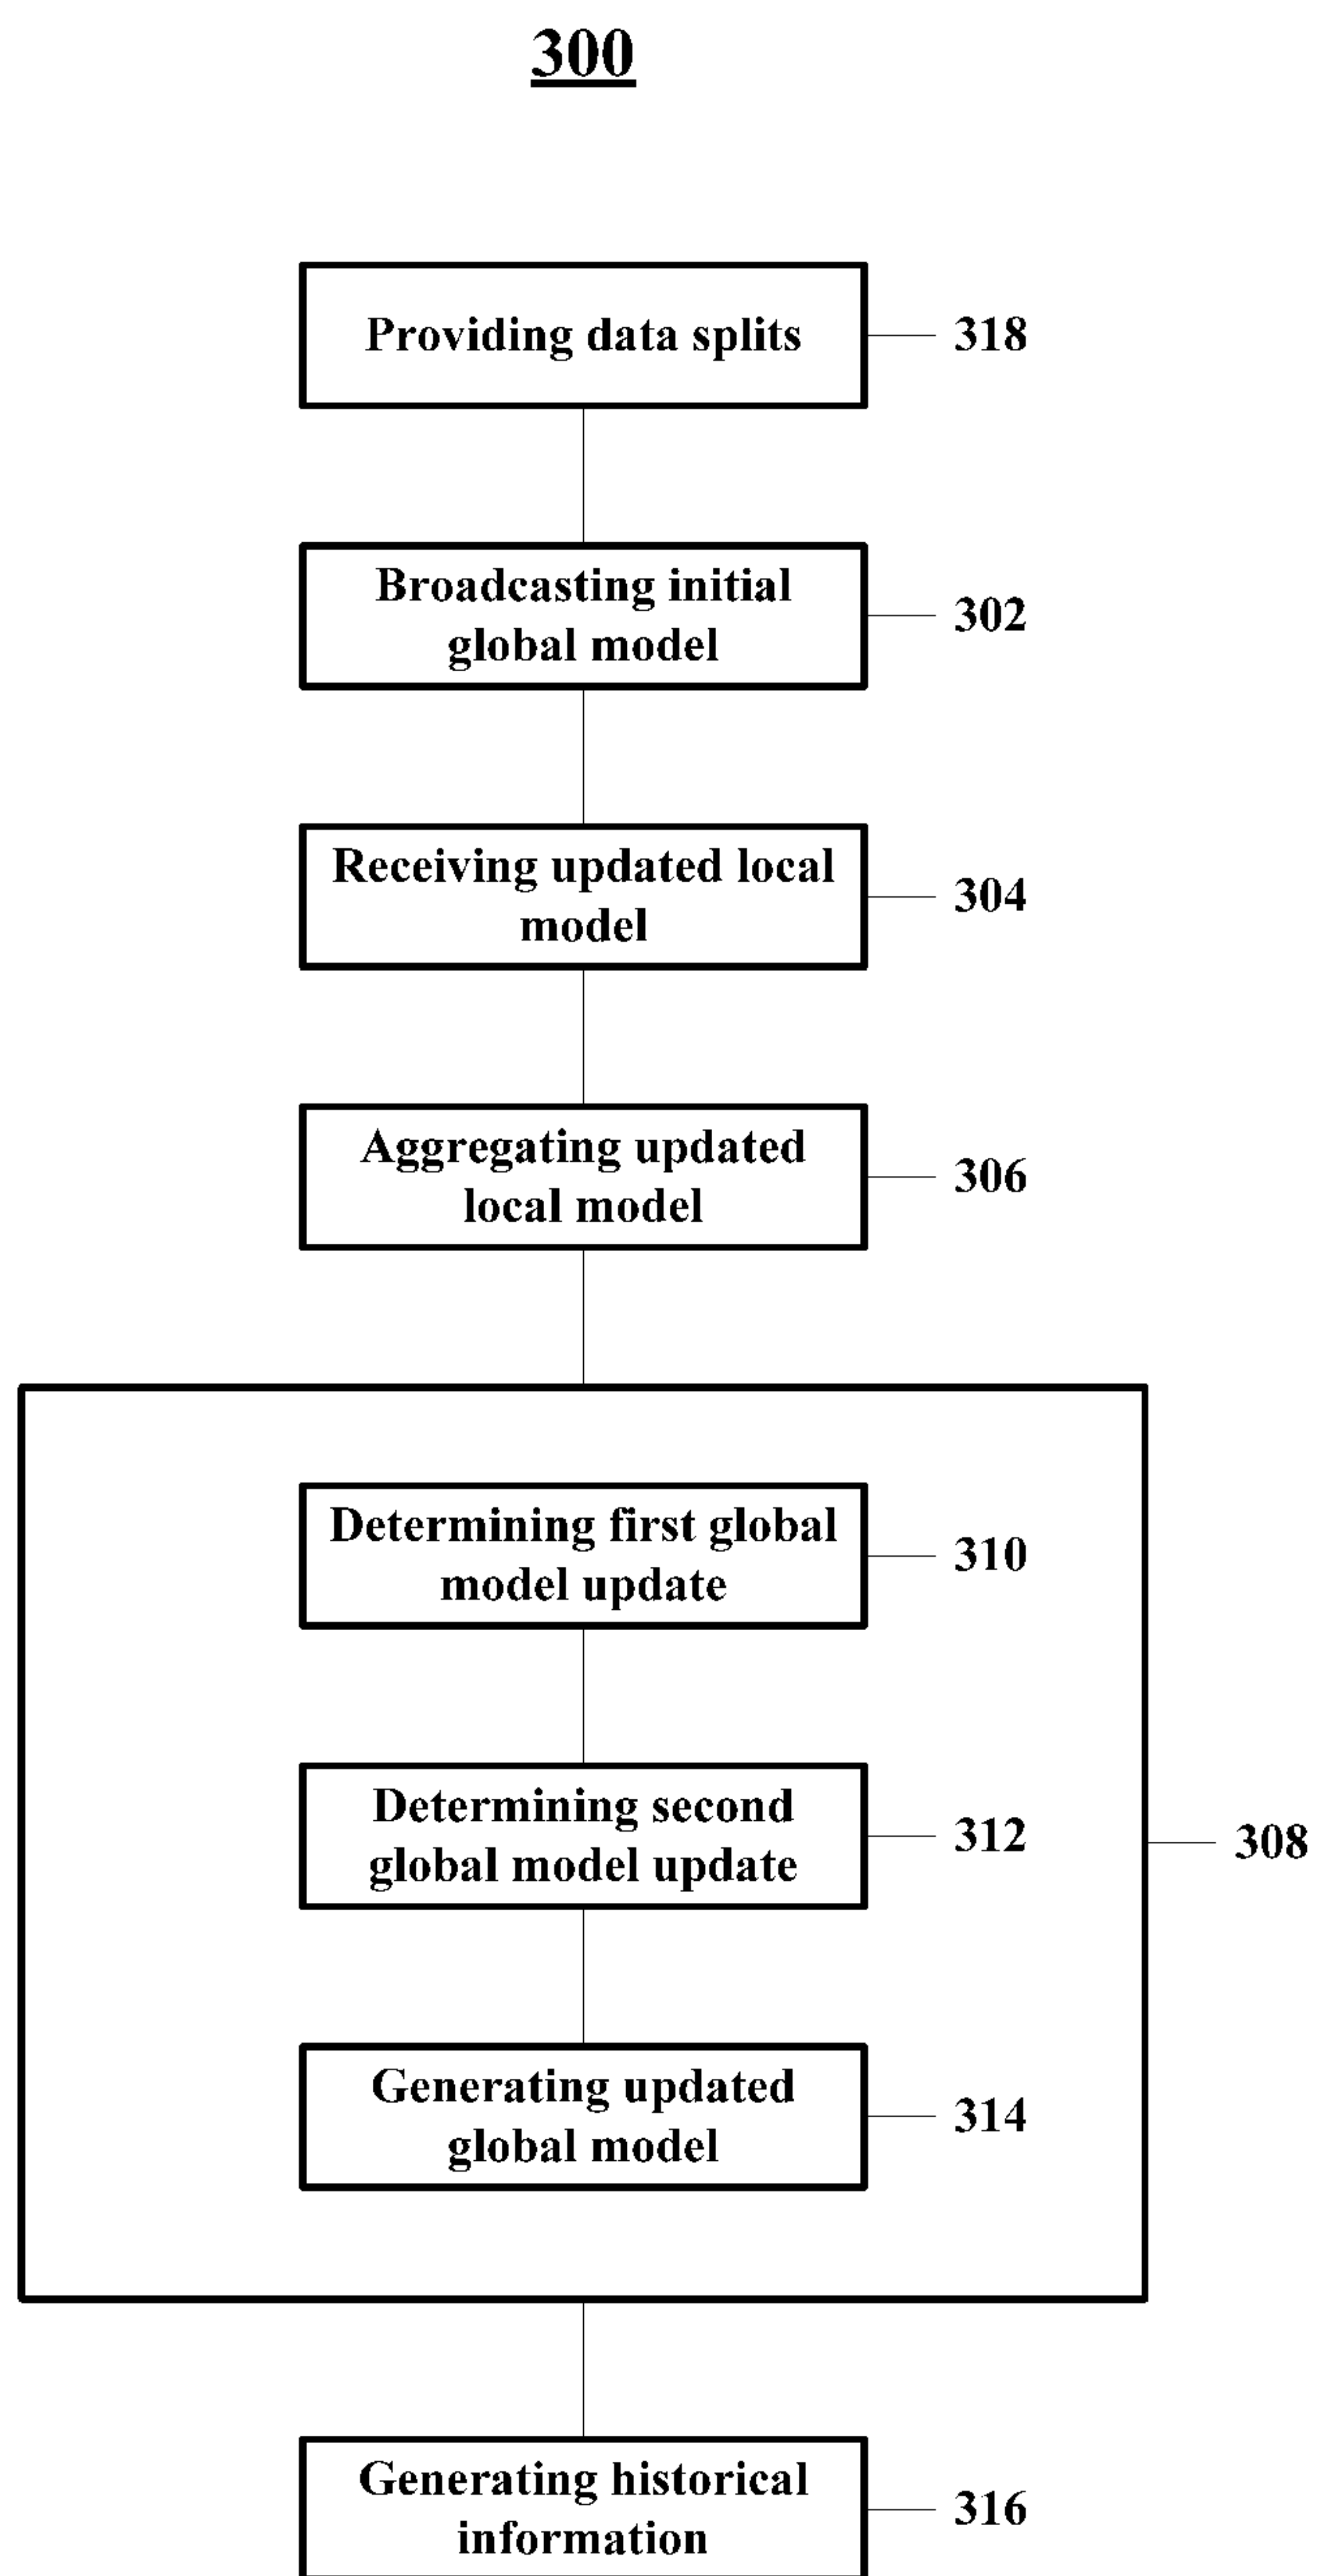 300
Providing data splits
318
Broadcasting initial
global model
302
Receiving updated local
model
304
Aggregating updated
local model
306
Determining first global
model update
310
Determining second
global model update
312
308
Generating updated
global model
314
Generating historical
information
316